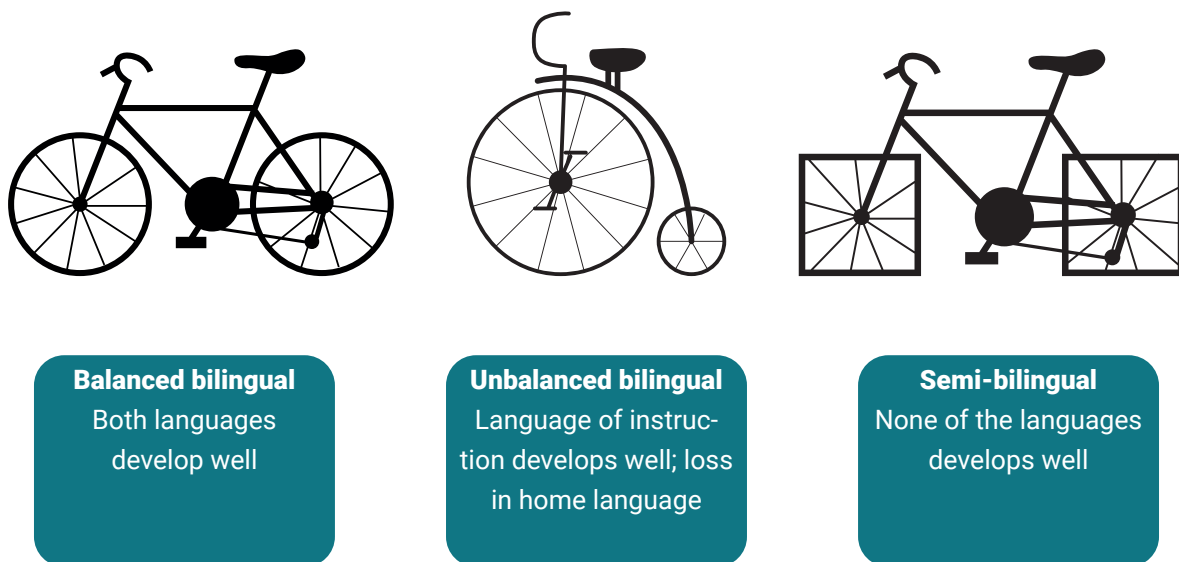 Balanced bilingual
Both languages
develop well
Unbalanced bilingual
Language of instruc-
tion develops well; loss
in home language
Semi-bilingual
None of the languages
develops well